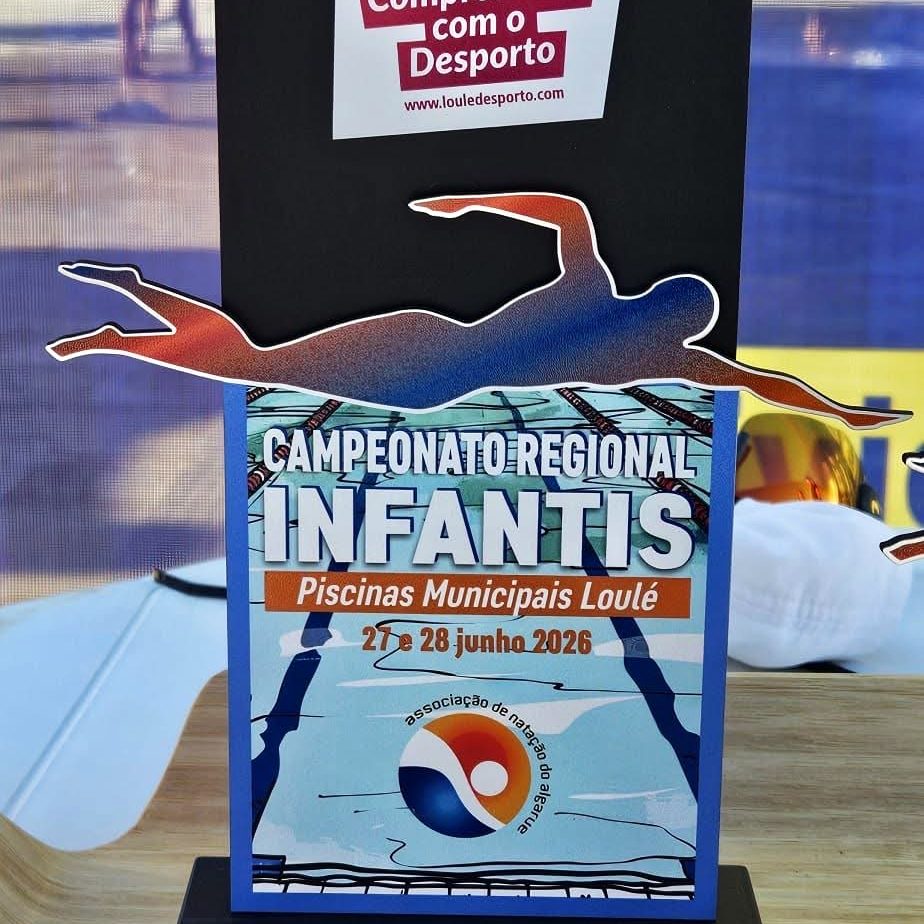 com o
Desporto
www.louledesporto.com
CAMPEONATO REGIONAL
INFANTIS
Piscinas Municipais Loulé
27 e 28 junho 2026
associação de natação do algarve